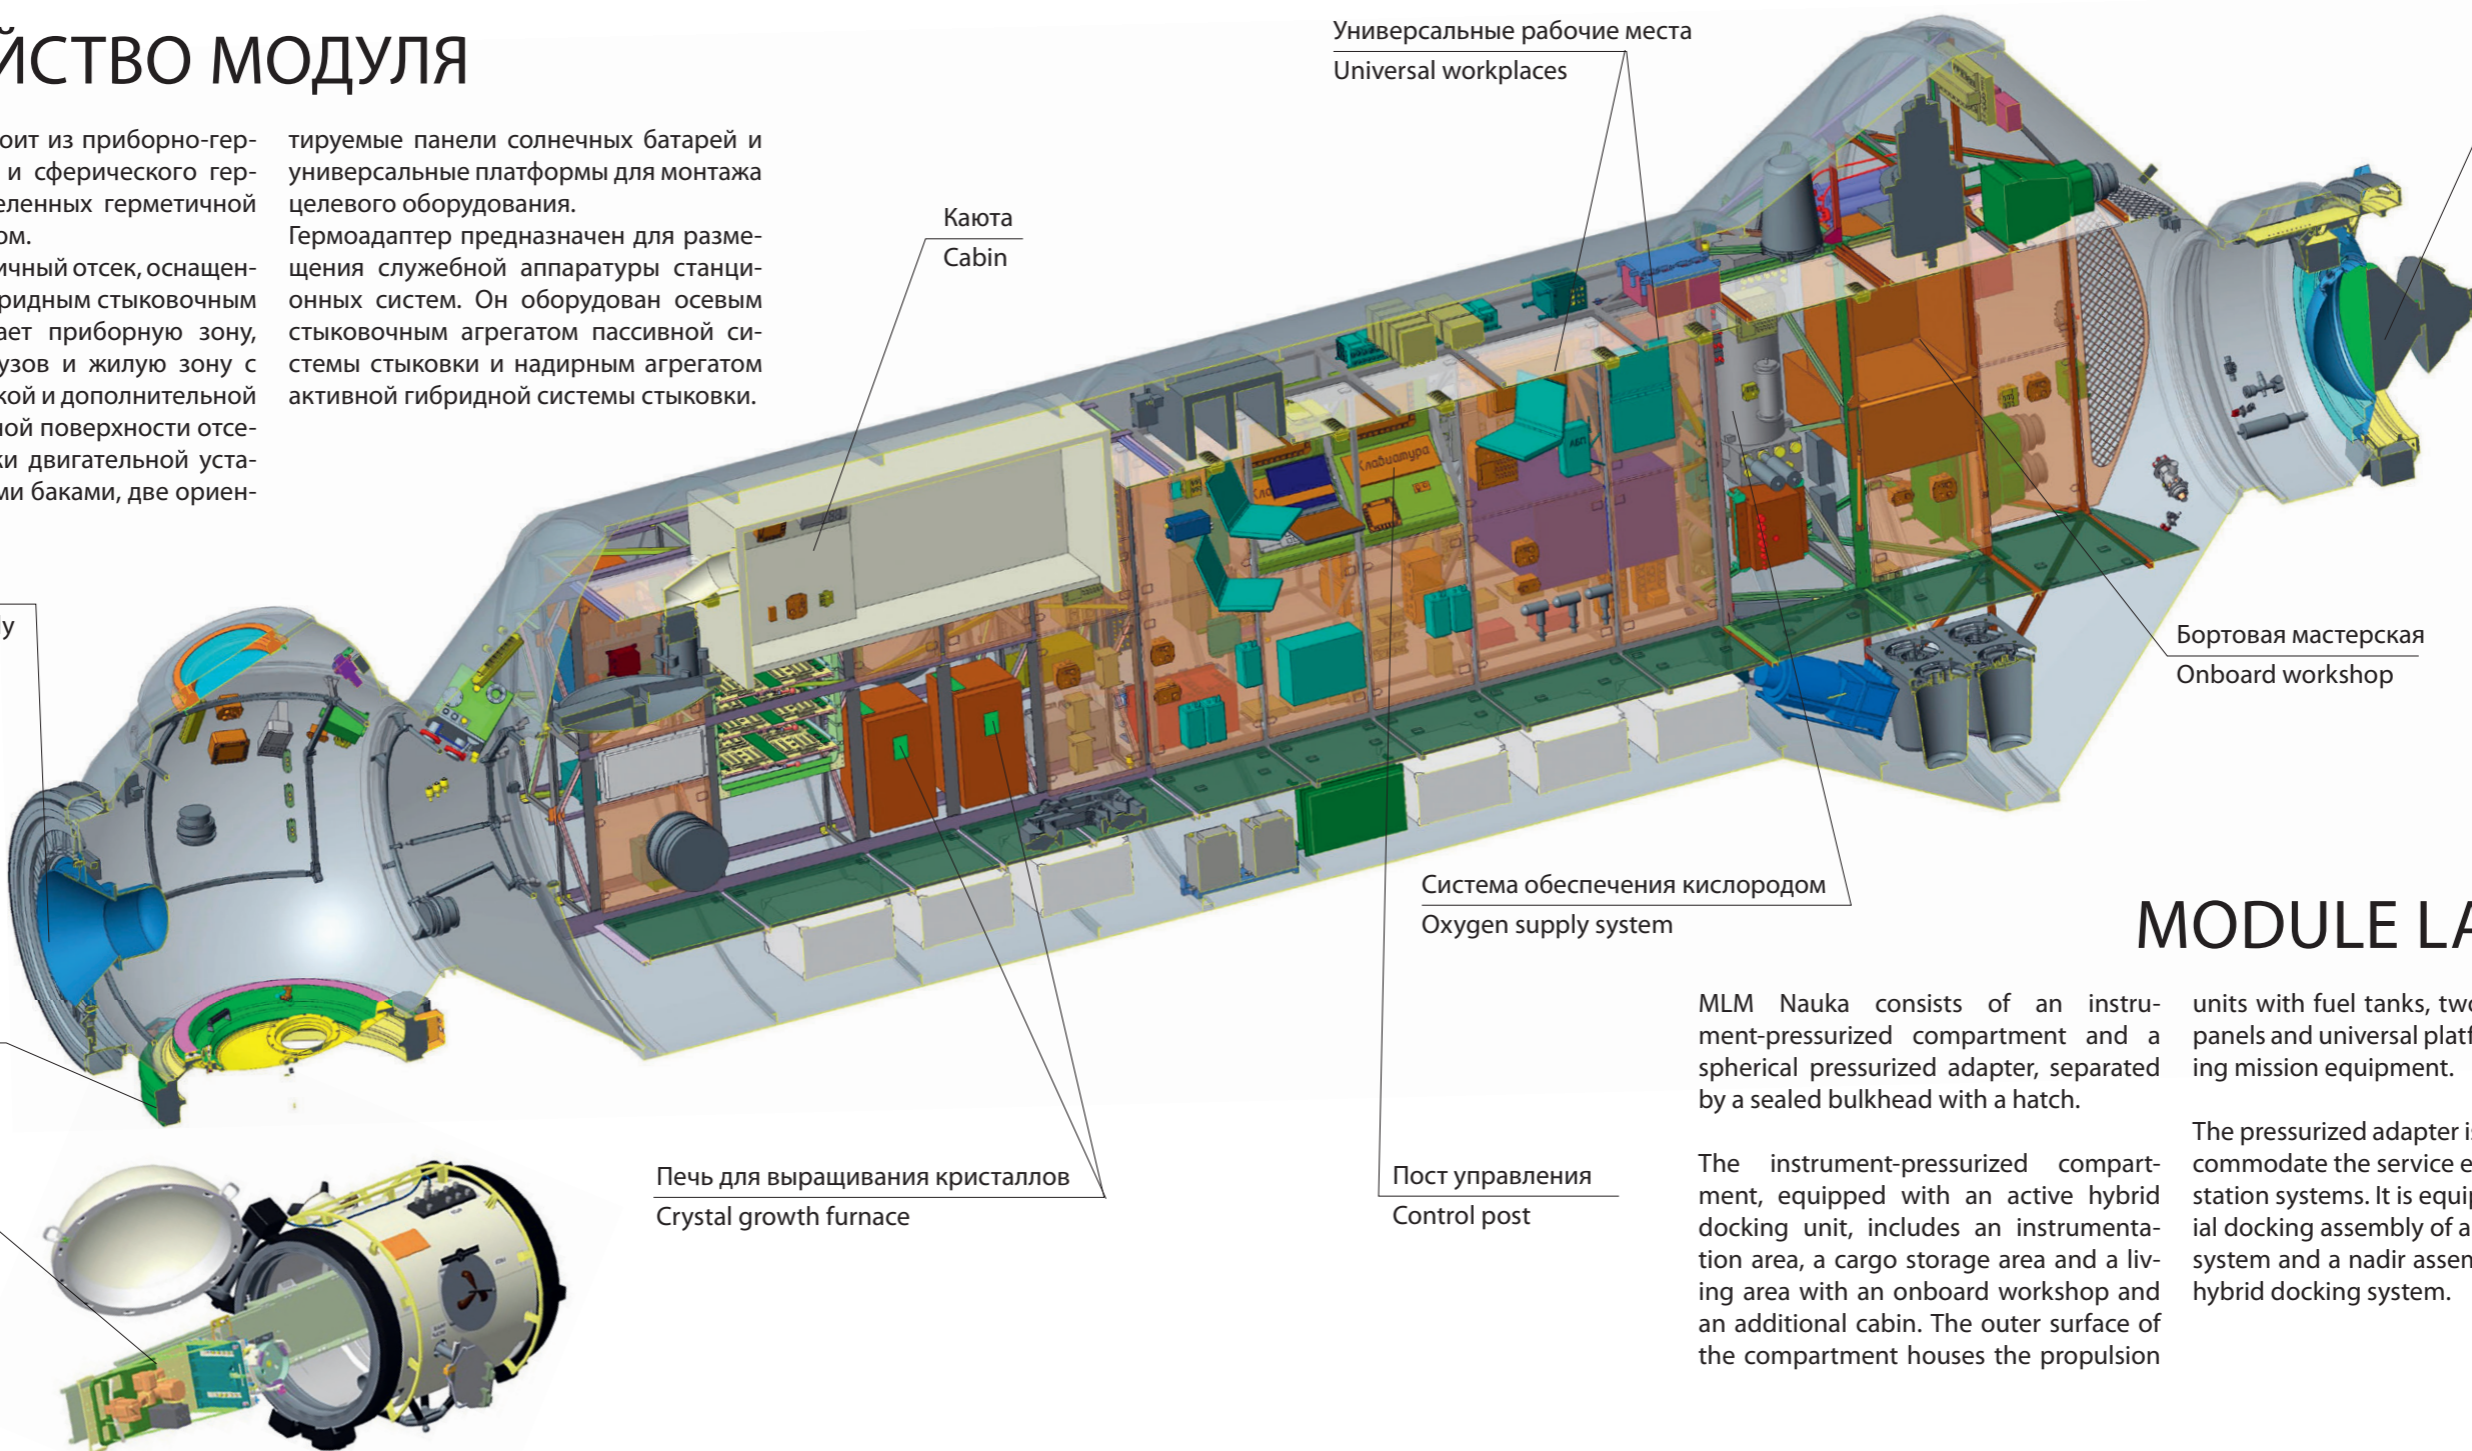 ЙСТВО МОДУЛЯ
оит из приборно-гер-
и сферического гер-
еленных герметичной
ом.
ичный отсек, оснащен-
ридным стыковочным
ает приборную зону,
узов и жилую зону с
кой и дополнительной
ной поверхности отсе-
ки двигательной уста-
ми баками, две ориен-
тируемые панели солнечных батарей и
универсальные платформы для монтажа
целевого оборудования.
Гермоадаптер предназначен для разме-
щения служебной аппаратуры станци-
онных систем. Он оборудован осевым
стыковочным агрегатом пассивной си-
стемы стыковки и надирным агрегатом
активной гибридной системы стыковки.
Каюта
Cabin
Универсальные рабочие места
Universal workplaces
Клавиатура
АБП
ly
Бортовая мастерская
Onboard workshop
Система обеспечения кислородом
Oxygen supply system
Печь для выращивания кристаллов
Crystal growth furnace
Пост управления
Control post
MODULE LA
MLM Nauka consists of an instru-
ment-pressurized compartment and a
spherical pressurized adapter, separated
by a sealed bulkhead with a hatch.
The instrument-pressurized compart-
ment, equipped with an active hybrid
docking unit, includes an instrumenta-
tion area, a cargo storage area and a liv-
ing area with an onboard workshop and
an additional cabin. The outer surface of
the compartment houses the propulsion
units with fuel tanks, two
panels and universal platf
ing mission equipment.
The pressurized adapter is
commodate the service e
station systems. It is equip
ial docking assembly of a
system and a nadir assem
hybrid docking system.